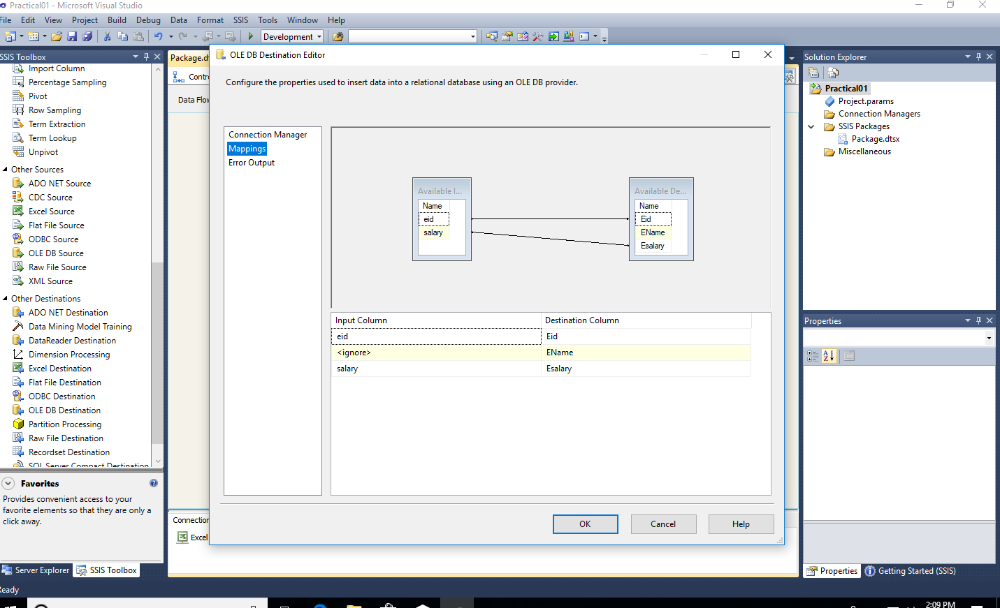 Practical01 - Microsoft Visual Studio
File Edit View Project Build Debug Data Format SSIS Tools Window Help
Development
SSIS Toolbox
Import Column
Percentage Sampling
Pivot
Row Sampling
Term Extraction
Term Lookup
Unpivot
Other Sources
ADO NET Source
CDC Source
Excel Source
Flat File Source
ODBC Source
OLE DB Source
Raw File Source
XML Source
Other Destinations
ADO NET Destination
Data Mining Model Training
DataReader Destination
Dimension Processing
Excel Destination
Flat File Destination
ODBC Destination
OLE DB Destination
Partition Processing
Raw File Destination
Recordset Destination
SQL Server Compact Destination
Favorites
Provides convenient access to your
favorite elements so that they are only a
click away.
Server Explorer SSIS Toolbox
Package.d
Contr
Data Flo
Connection
Excel
OLE DB Destination Editor
Configure the properties used to insert data into a relational database using an OLE DB provider.
Connection Manager
Mappings
Error Output
Available I...
Name
eid
salary
Available De...
Name
Eid
EName
Esalary
Input Column Destination Column
eid Eid
<ignore> EName
salary Esalary
OK Cancel Help
Solution Explorer
Practical01
Project.params
Connection Managers
SSIS Packages
Package.dtsx
Miscellaneous
Properties
A
Z
Properties Getting Started (SSIS)
eady
2:09 PM